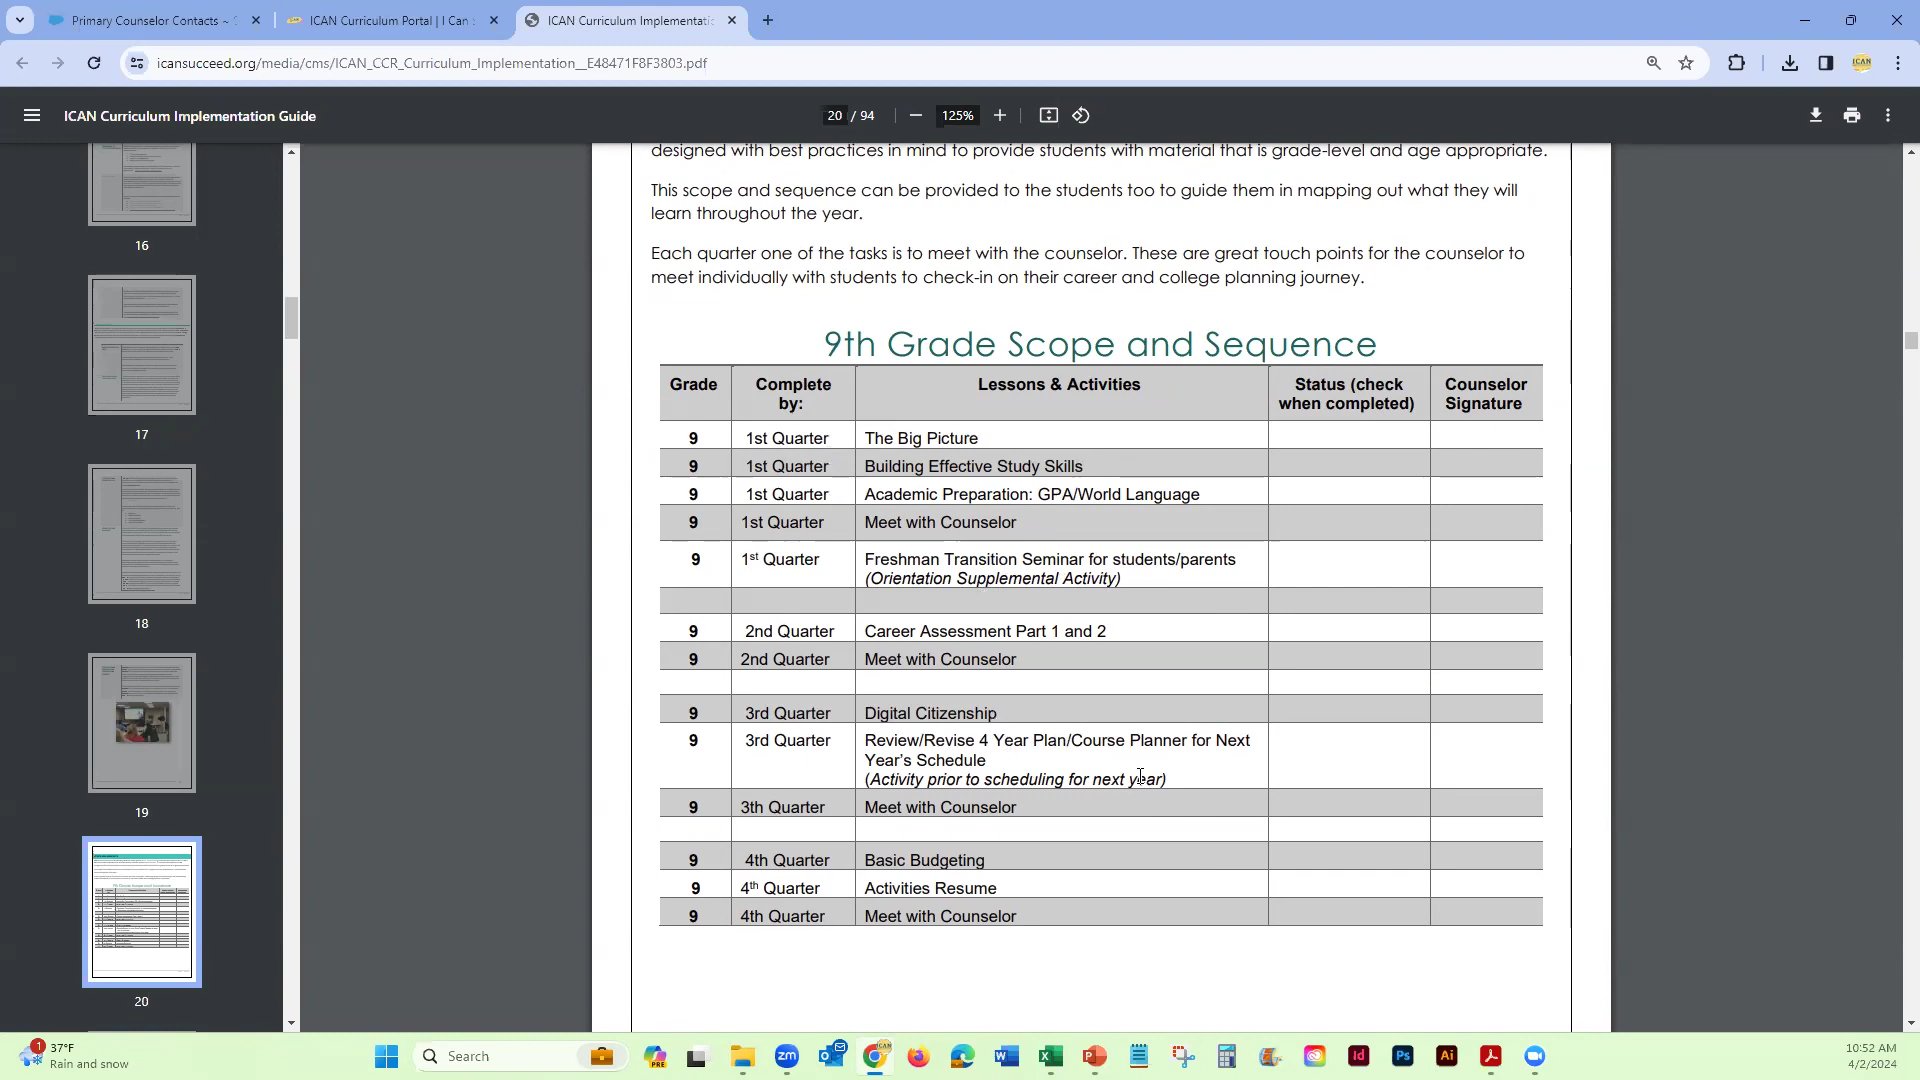 Primary Counselor Contacts ~
ICAN Curriculum Portal | I Can
ICAN Curriculum Implementatic
icansucceed.org/media/cms/ICAN_CCR_Curriculum_Implementation__E48471F8F3803.pdf
ICAN Curriculum Implementation Guide
20 / 94
125%
16
17
18
19
20
designed with best practices in mind to provide students with material that is grade-level and age appropriate.
This scope and sequence can be provided to the students too to guide them in mapping out what they will
learn throughout the year.
Each quarter one of the tasks is to meet with the counselor. These are great touch points for the counselor to
meet individually with students to check-in on their career and college planning journey.
9th Grade Scope and Sequence
Grade Complete by: Lessons & Activities Status (check when completed) Counselor Signature
9 1st Quarter The Big Picture
9 1st Quarter Building Effective Study Skills
9 1st Quarter Academic Preparation: GPA/World Language
9 1st Quarter Meet with Counselor
9 1st Quarter Freshman Transition Seminar for students/parents
(Orientation Supplemental Activity)
9 2nd Quarter Career Assessment Part 1 and 2
9 2nd Quarter Meet with Counselor
9 3rd Quarter Digital Citizenship
9 3rd Quarter Review/Revise 4 Year Plan/Course Planner for Next
Year's Schedule
(Activity prior to scheduling for next year)
9 3th Quarter Meet with Counselor
9 4th Quarter Basic Budgeting
9 4th Quarter Activities Resume
9 4th Quarter Meet with Counselor
1
37°F
Rain and snow
Search
PRE
zm
ICAN
Id
Ps
Ai
10:52 AM
4/2/2024